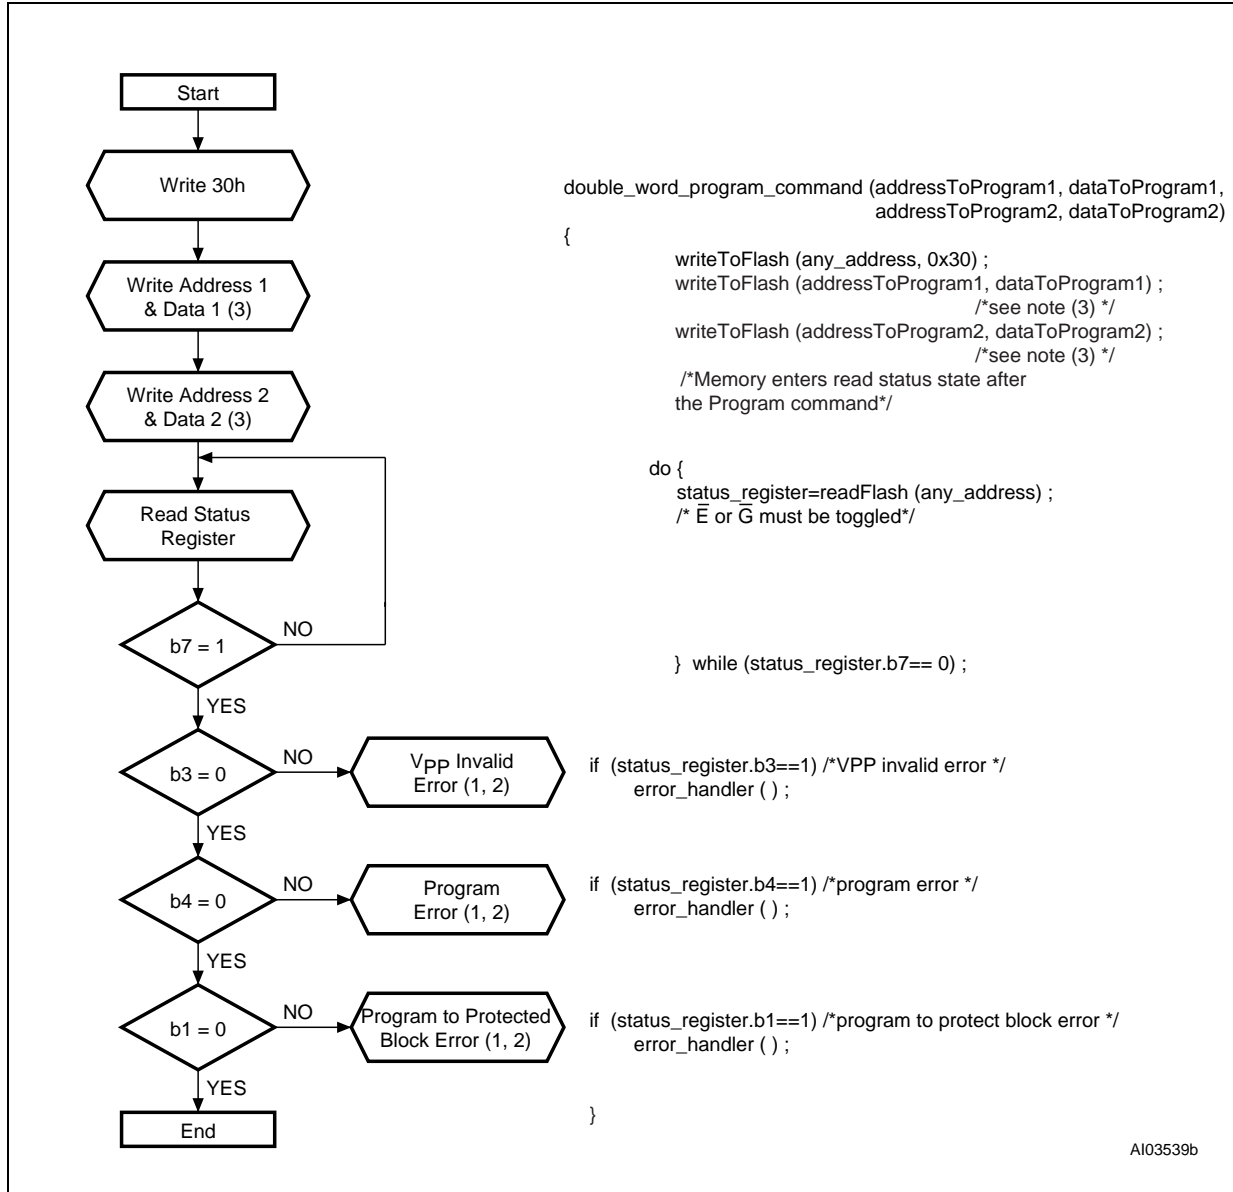 Start
Write 30h
Write Address 1
& Data 1 (3)
Write Address 2
& Data 2 (3)
Read Status
Register
b7 = 1
NO
YES
b3 = 0
NO
VPP Invalid
Error (1, 2)
YES
b4 = 0
NO
Program
Error (1, 2)
YES
b1 = 0
NO
Program to Protected
Block Error (1, 2)
YES
End
double_word_program_command (addressToProgram1, dataToProgram1,
addressToProgram2, dataToProgram2)
{
writeToFlash (any_address, 0x30) ;
writeToFlash (addressToProgram1, dataToProgram1) ;
/*see note (3) */
writeToFlash (addressToProgram2, dataToProgram2) ;
/*see note (3) */
/*Memory enters read status state after
the Program command*/
do {
status_register=readFlash (any_address) ;
/* E̅ or G̅ must be toggled*/
} while (status_register.b7== 0) ;
if (status_register.b3==1) /*VPP invalid error */
error_handler ( ) ;
if (status_register.b4==1) /*program error */
error_handler ( ) ;
if (status_register.b1==1) /*program to protect block error */
error_handler ( ) ;
}
AI03539b